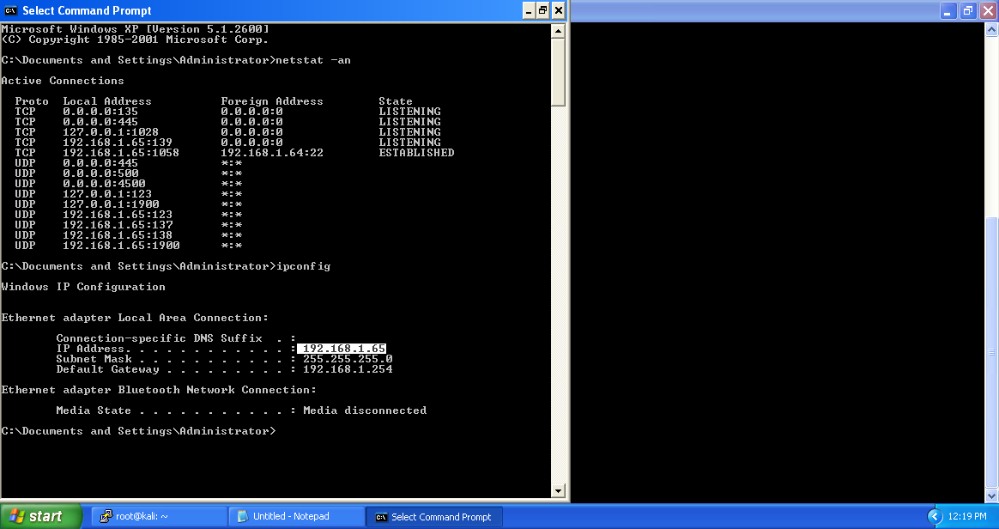 Select Command Prompt
Microsoft Windows XP [Version 5.1.2600]
(C) Copyright 1985-2001 Microsoft Corp.
C:\Documents and Settings\Administrator>netstat -an
Active Connections
Proto  Local Address          Foreign Address        State
TCP    0.0.0.0:135            0.0.0.0:0              LISTENING
TCP    0.0.0.0:445            0.0.0.0:0              LISTENING
TCP    127.0.0.1:1028         0.0.0.0:0              LISTENING
TCP    192.168.1.65:139       0.0.0.0:0              LISTENING
TCP    192.168.1.65:1058      192.168.1.64:22        ESTABLISHED
UDP    0.0.0.0:445            *:*
UDP    0.0.0.0:500            *:*
UDP    0.0.0.0:4500           *:*
UDP    127.0.0.1:123          *:*
UDP    127.0.0.1:1900         *:*
UDP    192.168.1.65:123       *:*
UDP    192.168.1.65:137       *:*
UDP    192.168.1.65:138       *:*
UDP    192.168.1.65:1900      *:*
C:\Documents and Settings\Administrator>ipconfig
Windows IP Configuration
Ethernet adapter Local Area Connection:
Connection-specific DNS Suffix  . :
IP Address. . . . . . . . . . . . : 192.168.1.65
Subnet Mask . . . . . . . . . . . : 255.255.255.0
Default Gateway . . . . . . . . . : 192.168.1.254
Ethernet adapter Bluetooth Network Connection:
Media State . . . . . . . . . . . : Media disconnected
C:\Documents and Settings\Administrator>
start
root@kali: ~
Untitled - Notepad
Select Command Prompt
12:19 PM